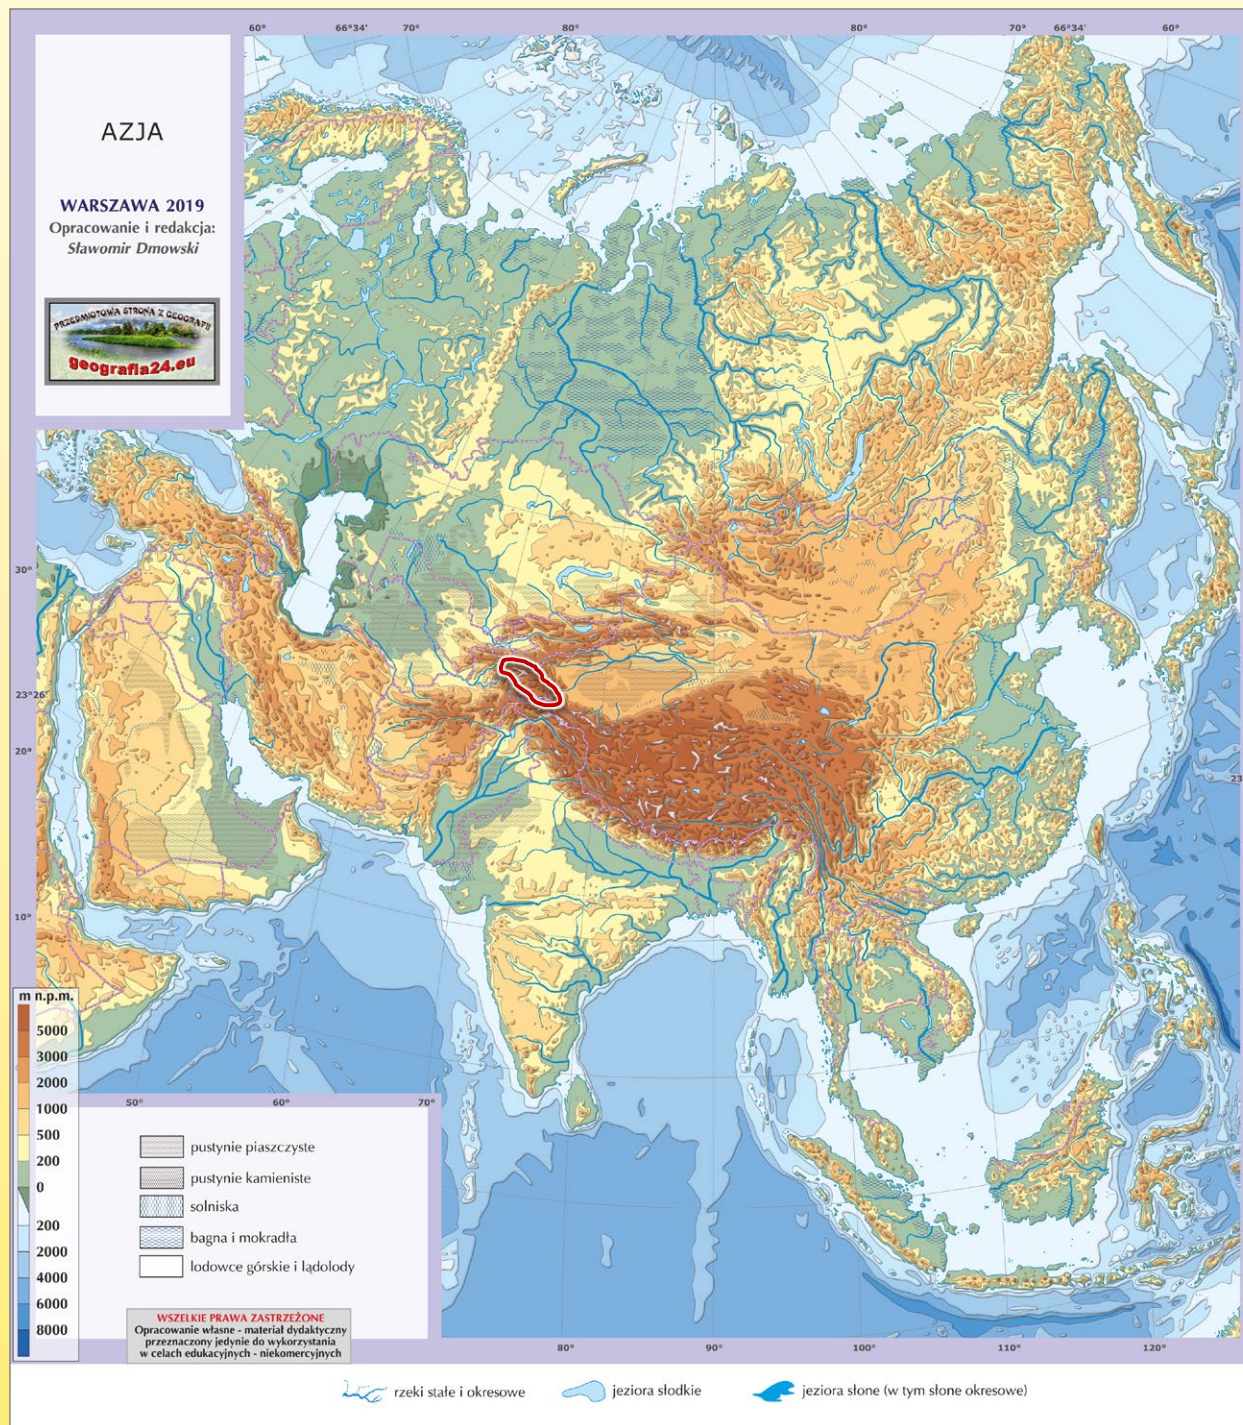 60° 66°34' 70° 80° 80° 70° 66°34' 60°
AZJA
WARSZAWA 2019
Opracowanie i redakcja:
Sławomir Dmowski
PRZEDMIOTOWA STRONA Z GEOGRAFII
geografia24.eu
30°
23°26'
20°
23
10°
m n.p.m.
5000
3000
2000
1000
500
200
0
200
2000
4000
6000
8000
50° 60° 70°
pustynie piaszczyste
pustynie kamieniste
solniska
bagna i mokradła
lodowce górskie i lądolody
WSZELKIE PRAWA ZASTRZEŻONE
Opracowanie własne - materiał dydaktyczny
przeznaczony jedynie do wykorzystania
w celach edukacyjnych - niekomercyjnych
80° 90° 100° 110° 120°
rzeki stałe i okresowe jeziora słodkie jeziora słone (w tym słone okresowe)